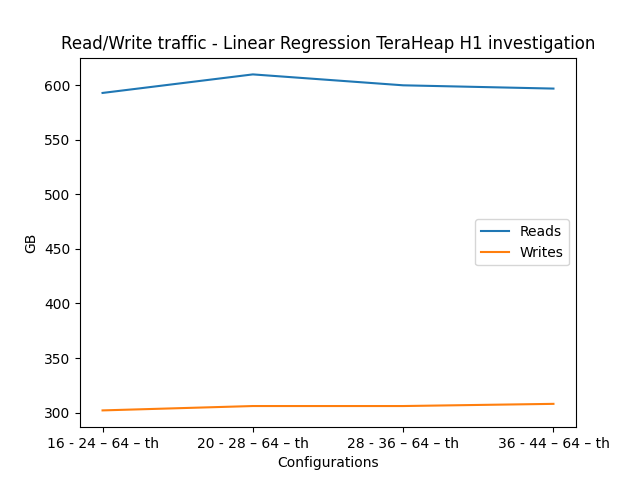 Read/Write traffic - Linear Regression TeraHeap H1 investigation
600
550
500
450
400
350
300
GB
Reads
Writes
16 - 24 – 64 – th
20 - 28 – 64 – th
28 - 36 – 64 – th
36 - 44 – 64 – th
Configurations